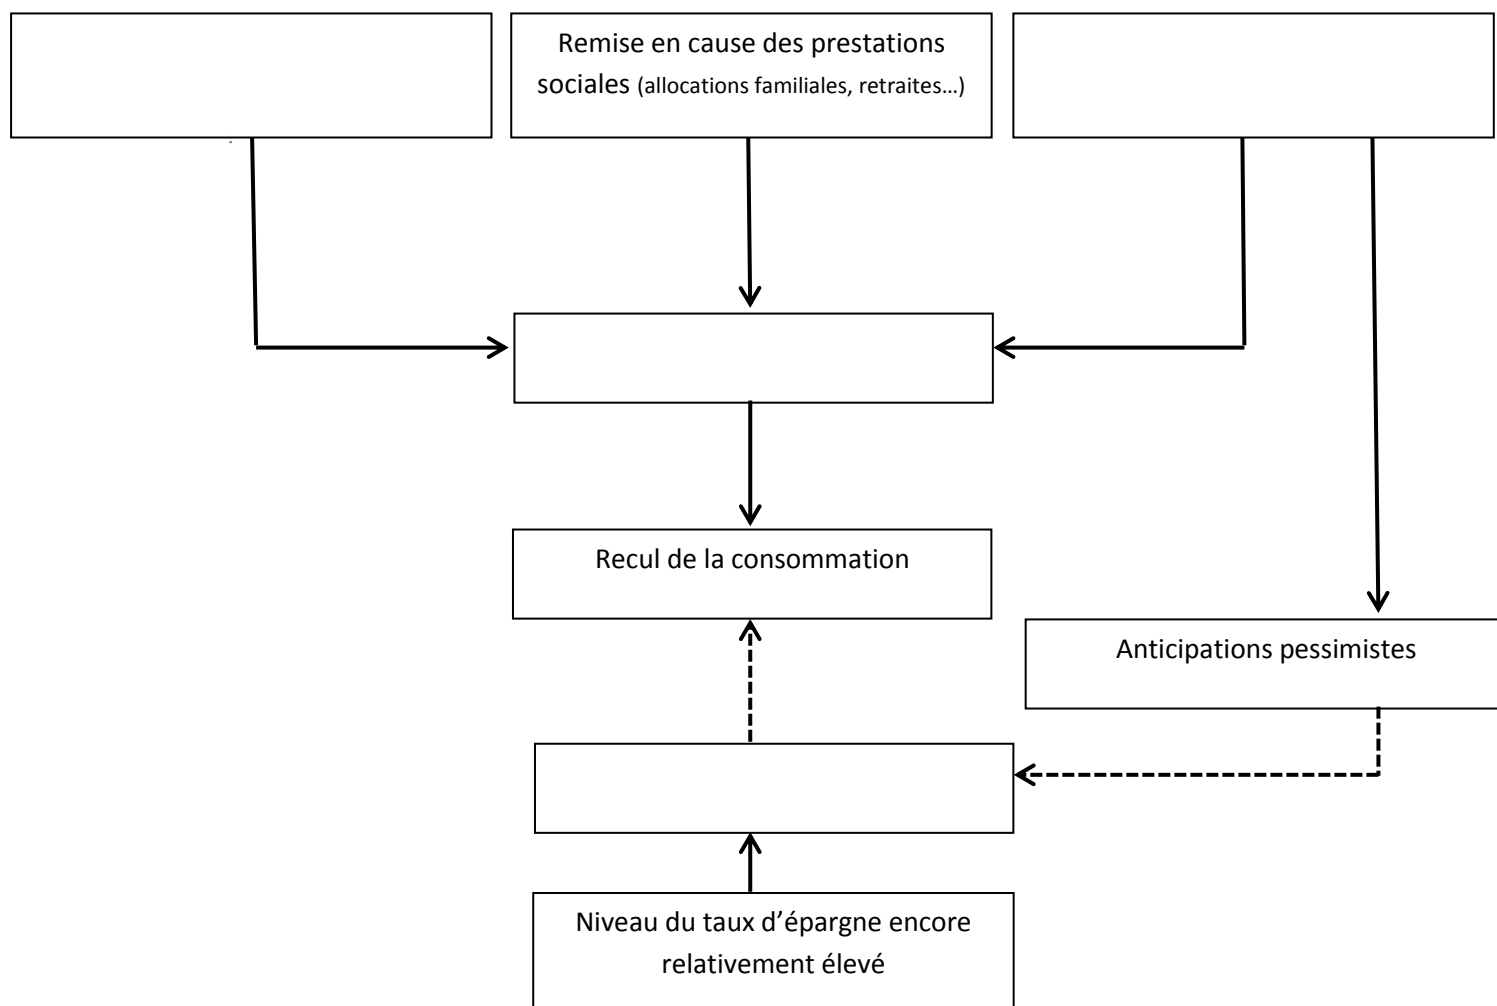 Remise en cause des prestations
sociales (allocations familiales, retraites…)
Recul de la consommation
Anticipations pessimistes
Niveau du taux d’épargne encore
relativement élevé